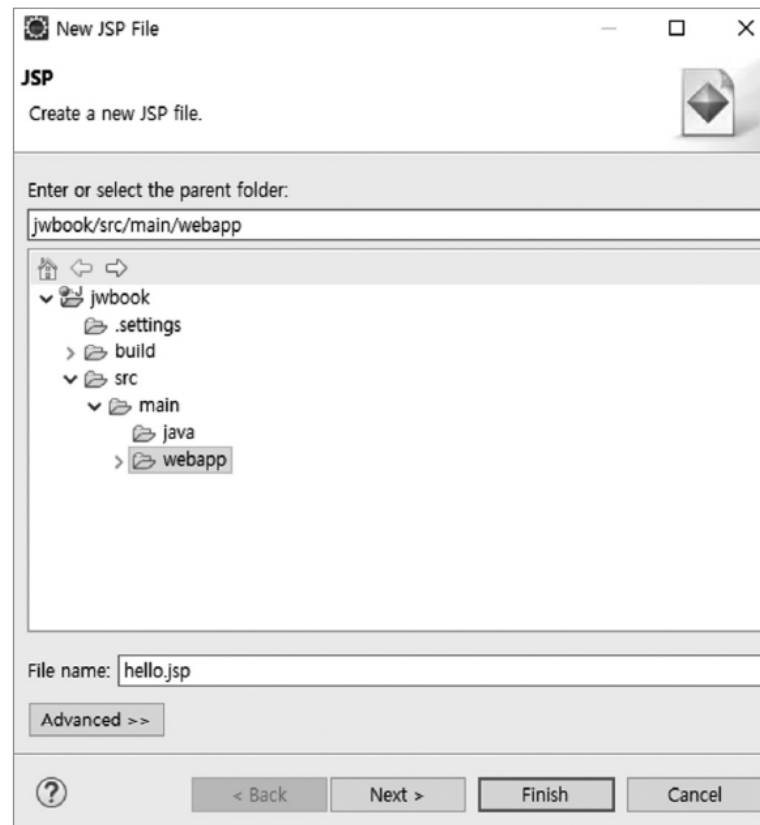 New JSP File
JSP
Create a new JSP file.
Enter or select the parent folder:
jwbook/src/main/webapp
jwbook
.settings
build
src
main
java
webapp
File name: hello.jsp
Advanced >>
< Back Next > Finish Cancel